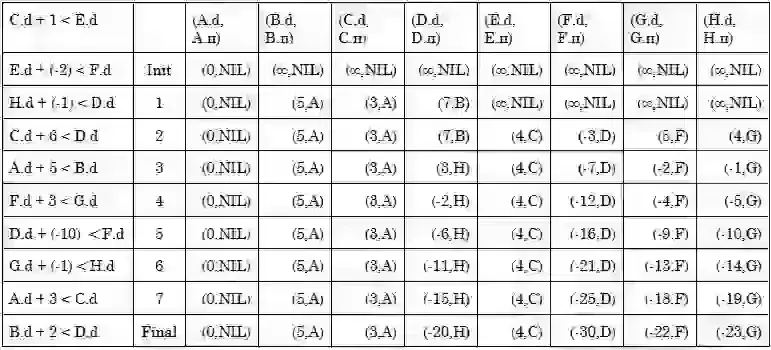 C.d + 1 < E.d (A.d, A.π) (B.d, B.π) (C.d, C.π) (D.d, D.π) (E.d, E.π) (F.d, F.π) (G.d, G.π) (H.d, H.π)
E.d + (-2) < F.d Init (0,NIL) (∞,NIL) (∞,NIL) (∞,NIL) (∞,NIL) (∞,NIL) (∞,NIL) (∞,NIL)
H.d + (-1) < D.d 1 (0,NIL) (5,A) (3,A) (7,B) (∞,NIL) (∞,NIL) (∞,NIL) (∞,NIL)
C.d + 6 < D.d 2 (0,NIL) (5,A) (3,A) (7,B) (4,C) (-3,D) (5,F) (4,G)
A.d + 5 < B.d 3 (0,NIL) (5,A) (3,A) (3,H) (4,C) (-7,D) (-2,F) (-1,G)
F.d + 3 < G.d 4 (0,NIL) (5,A) (3,A) (-2,H) (4,C) (-12,D) (-4,F) (-5,G)
D.d + (-10) < F.d 5 (0,NIL) (5,A) (3,A) (-6,H) (4,C) (-16,D) (-9,F) (-10,G)
G.d + (-1) < H.d 6 (0,NIL) (5,A) (3,A) (-11,H) (4,C) (-21,D) (-13,F) (-14,G)
A.d + 3 < C.d 7 (0,NIL) (5,A) (3,A) (-15,H) (4,C) (-25,D) (-18,F) (-19,G)
B.d + 2 < D.d Final (0,NIL) (5,A) (3,A) (-20,H) (4,C) (-30,D) (-22,F) (-23,G)